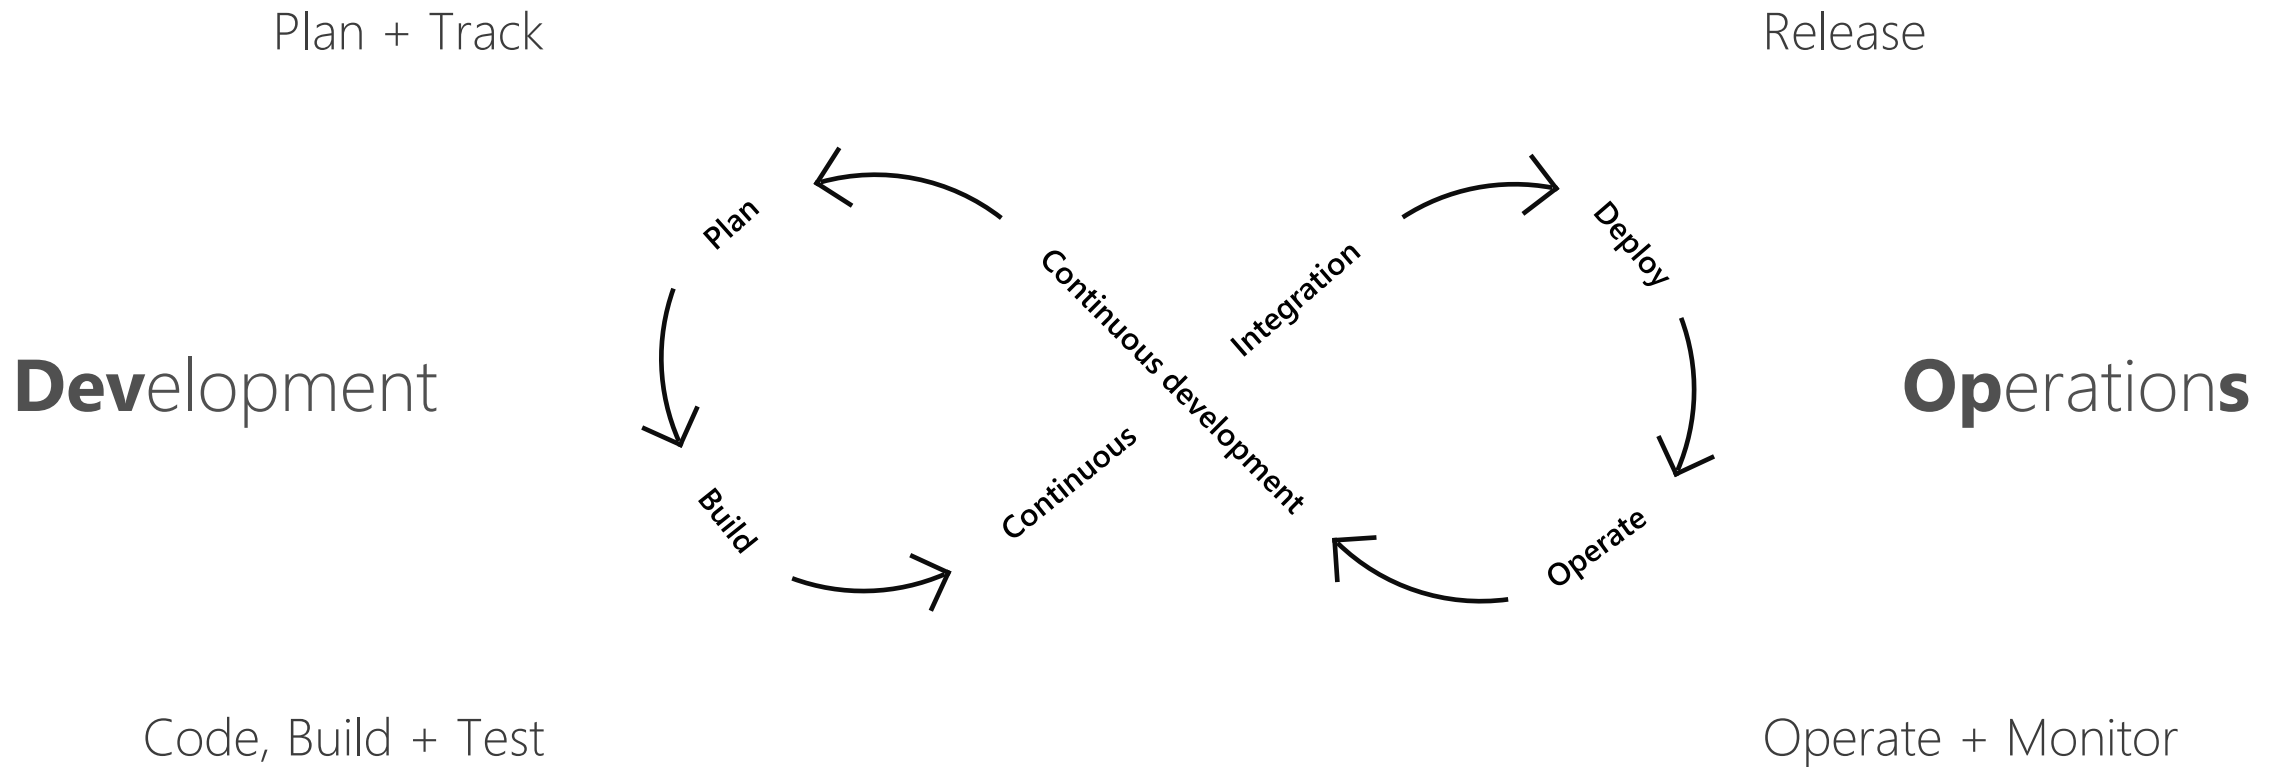 Plan + Track
Release
Plan
Deploy
Continuous development
Continuous
Integration
Development
Operations
Build
Operate
Code, Build + Test
Operate + Monitor